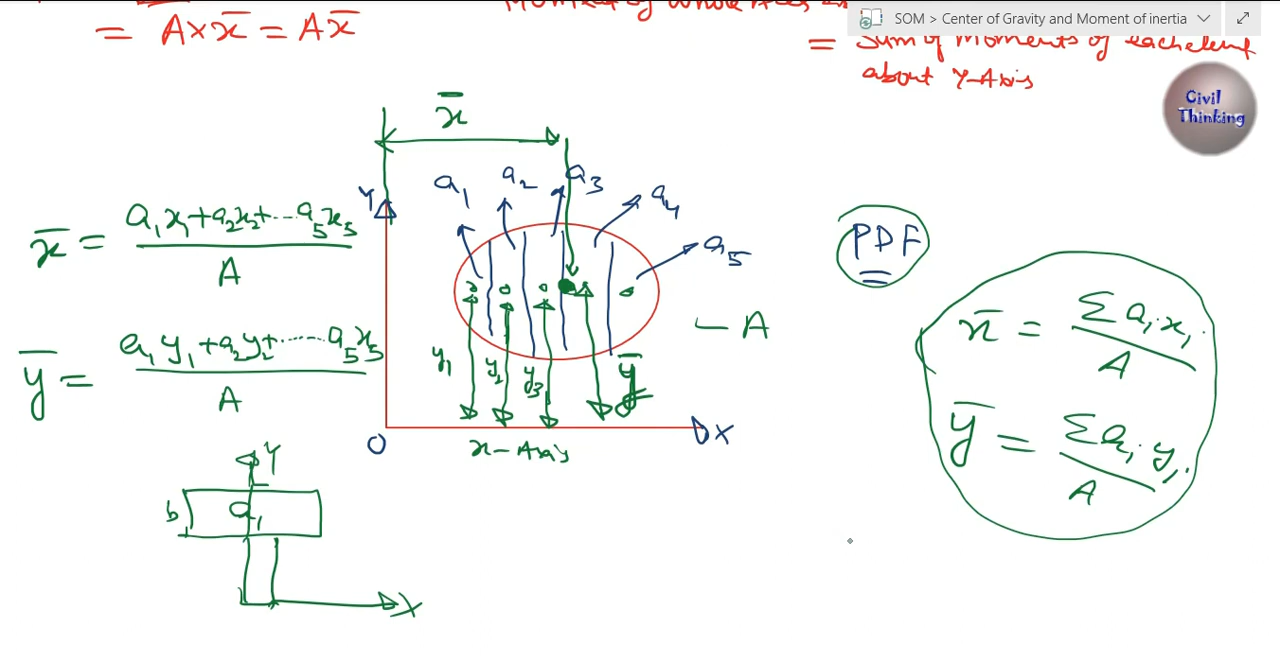 = A×x̄ = Ax̄
SOM > Center of Gravity and Moment of inertia
= Sum of moments of each element
about Y-Axis
Civil
Thinking
x̄
Y
a1
a2
a3
a4
a5
x̄ = a1x1+a2x2+...a5x5
A
ȳ = a1y1+a2y2+......a5x5
A
y1
y2
y3
ȳ
- A
O
X
x-Axis
PDF
x̄ = Σai.xi
A
ȳ = Σai.yi
A
Y
b
a1
X